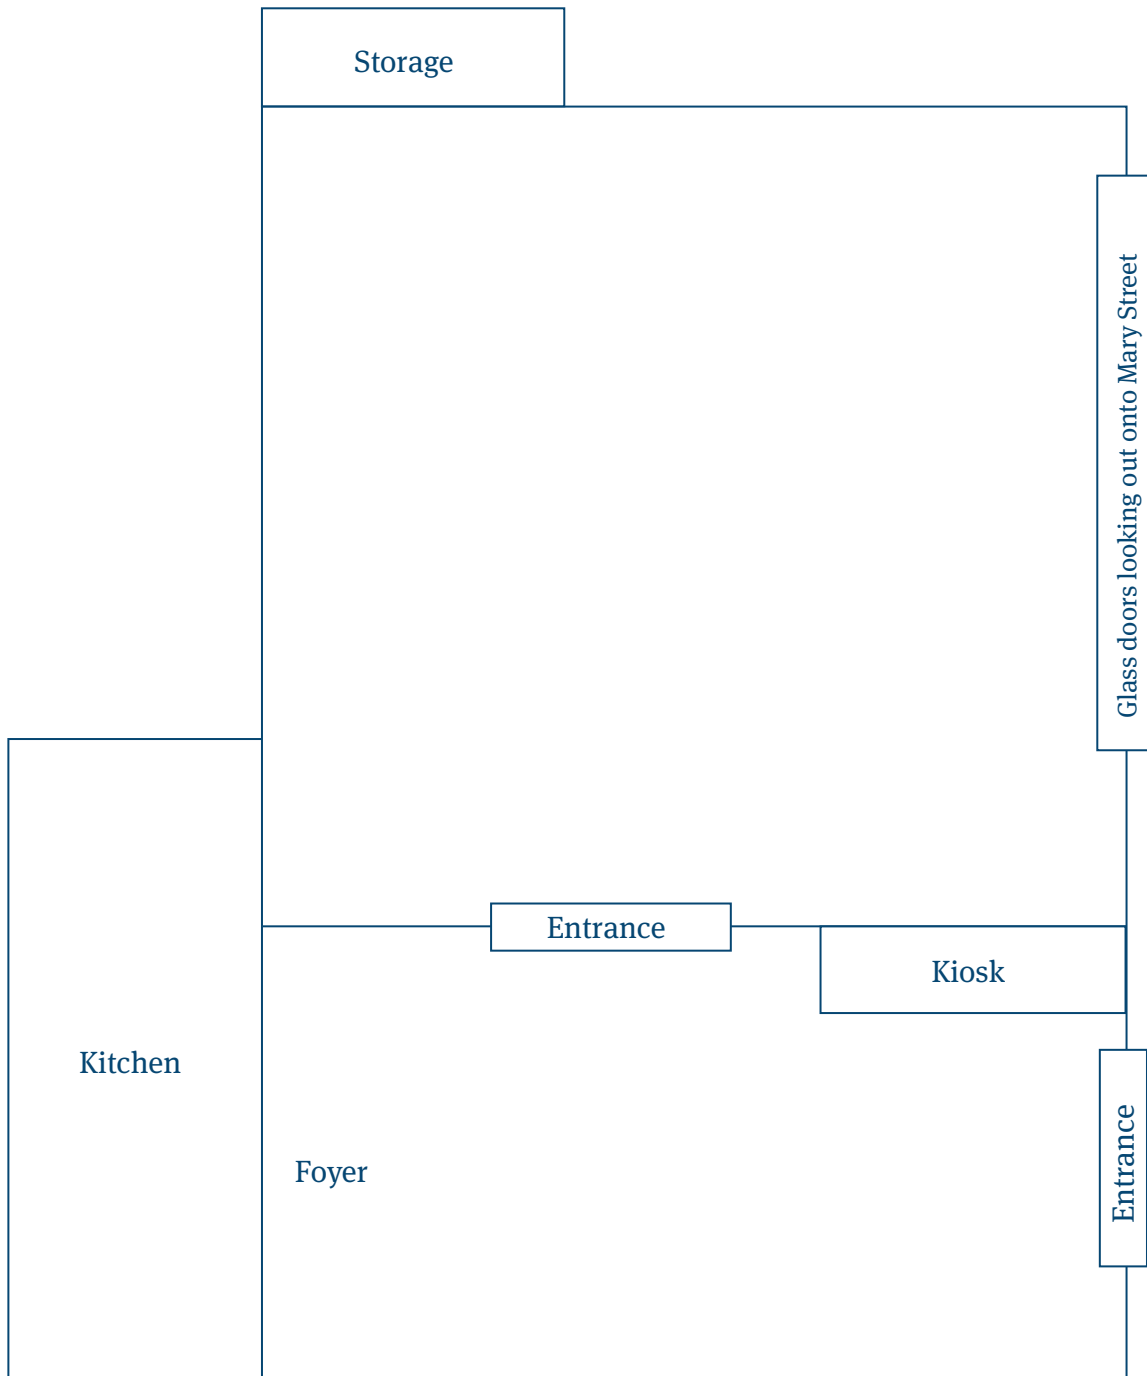 Storage
Glass doors looking out onto Mary Street
Entrance
Kiosk
Kitchen
Entrance
Foyer